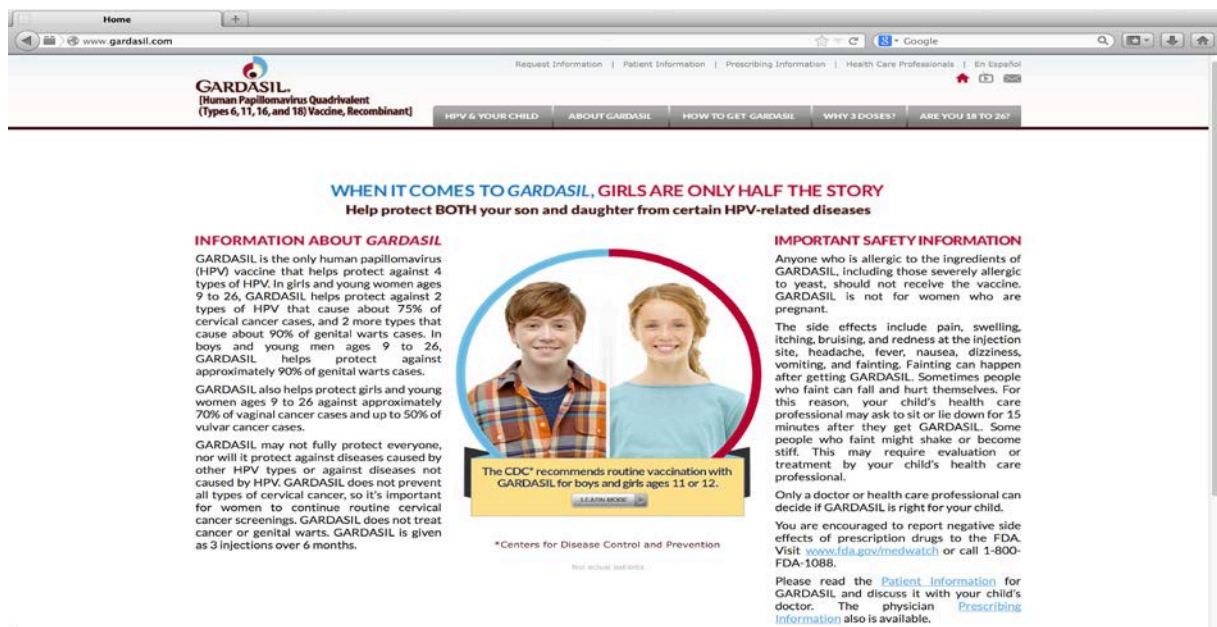 Home
www.gardasil.com
Google
Request Information | Patient Information | Prescribing Information | Health Care Professionals | En Español
GARDASIL.
[Human Papillomavirus Quadrivalent
(Types 6, 11, 16, and 18) Vaccine, Recombinant]
HPV & YOUR CHILD
ABOUT GARDASIL
HOW TO GET GARDASIL
WHY 3 DOSES?
ARE YOU 18 TO 26?
WHEN IT COMES TO GARDASIL, GIRLS ARE ONLY HALF THE STORY
Help protect BOTH your son and daughter from certain HPV-related diseases
INFORMATION ABOUT GARDASIL
GARDASIL is the only human papillomavirus
(HPV) vaccine that helps protect against 4
types of HPV. In girls and young women ages
9 to 26, GARDASIL helps protect against 2
types of HPV that cause about 75% of
cervical cancer cases, and 2 more types that
cause about 90% of genital warts cases. In
boys and young men ages 9 to 26,
GARDASIL helps protect against
approximately 90% of genital warts cases.
GARDASIL also helps protect girls and young
women ages 9 to 26 against approximately
70% of vaginal cancer cases and up to 50% of
vulvar cancer cases.
GARDASIL may not fully protect everyone,
nor will it protect against diseases caused by
other HPV types or against diseases not
caused by HPV. GARDASIL does not prevent
all types of cervical cancer, so it's important
for women to continue routine cervical
cancer screenings. GARDASIL does not treat
cancer or genital warts. GARDASIL is given
as 3 injections over 6 months.
The CDC* recommends routine vaccination with
GARDASIL for boys and girls ages 11 or 12.
LEARN MORE
*Centers for Disease Control and Prevention
Not actual patients
IMPORTANT SAFETY INFORMATION
Anyone who is allergic to the ingredients of
GARDASIL, including those severely allergic
to yeast, should not receive the vaccine.
GARDASIL is not for women who are
pregnant.
The side effects include pain, swelling,
itching, bruising, and redness at the injection
site, headache, fever, nausea, dizziness,
vomiting, and fainting. Fainting can happen
after getting GARDASIL. Sometimes people
who faint can fall and hurt themselves. For
this reason, your child's health care
professional may ask to sit or lie down for 15
minutes after they get GARDASIL. Some
people who faint might shake or become
stiff. This may require evaluation or
treatment by your child's health care
professional.
Only a doctor or health care professional can
decide if GARDASIL is right for your child.
You are encouraged to report negative side
effects of prescription drugs to the FDA.
Visit www.fda.gov/medwatch or call 1-800-
FDA-1088.
Please read the Patient Information for
GARDASIL and discuss it with your child's
doctor. The physician Prescribing
Information also is available.